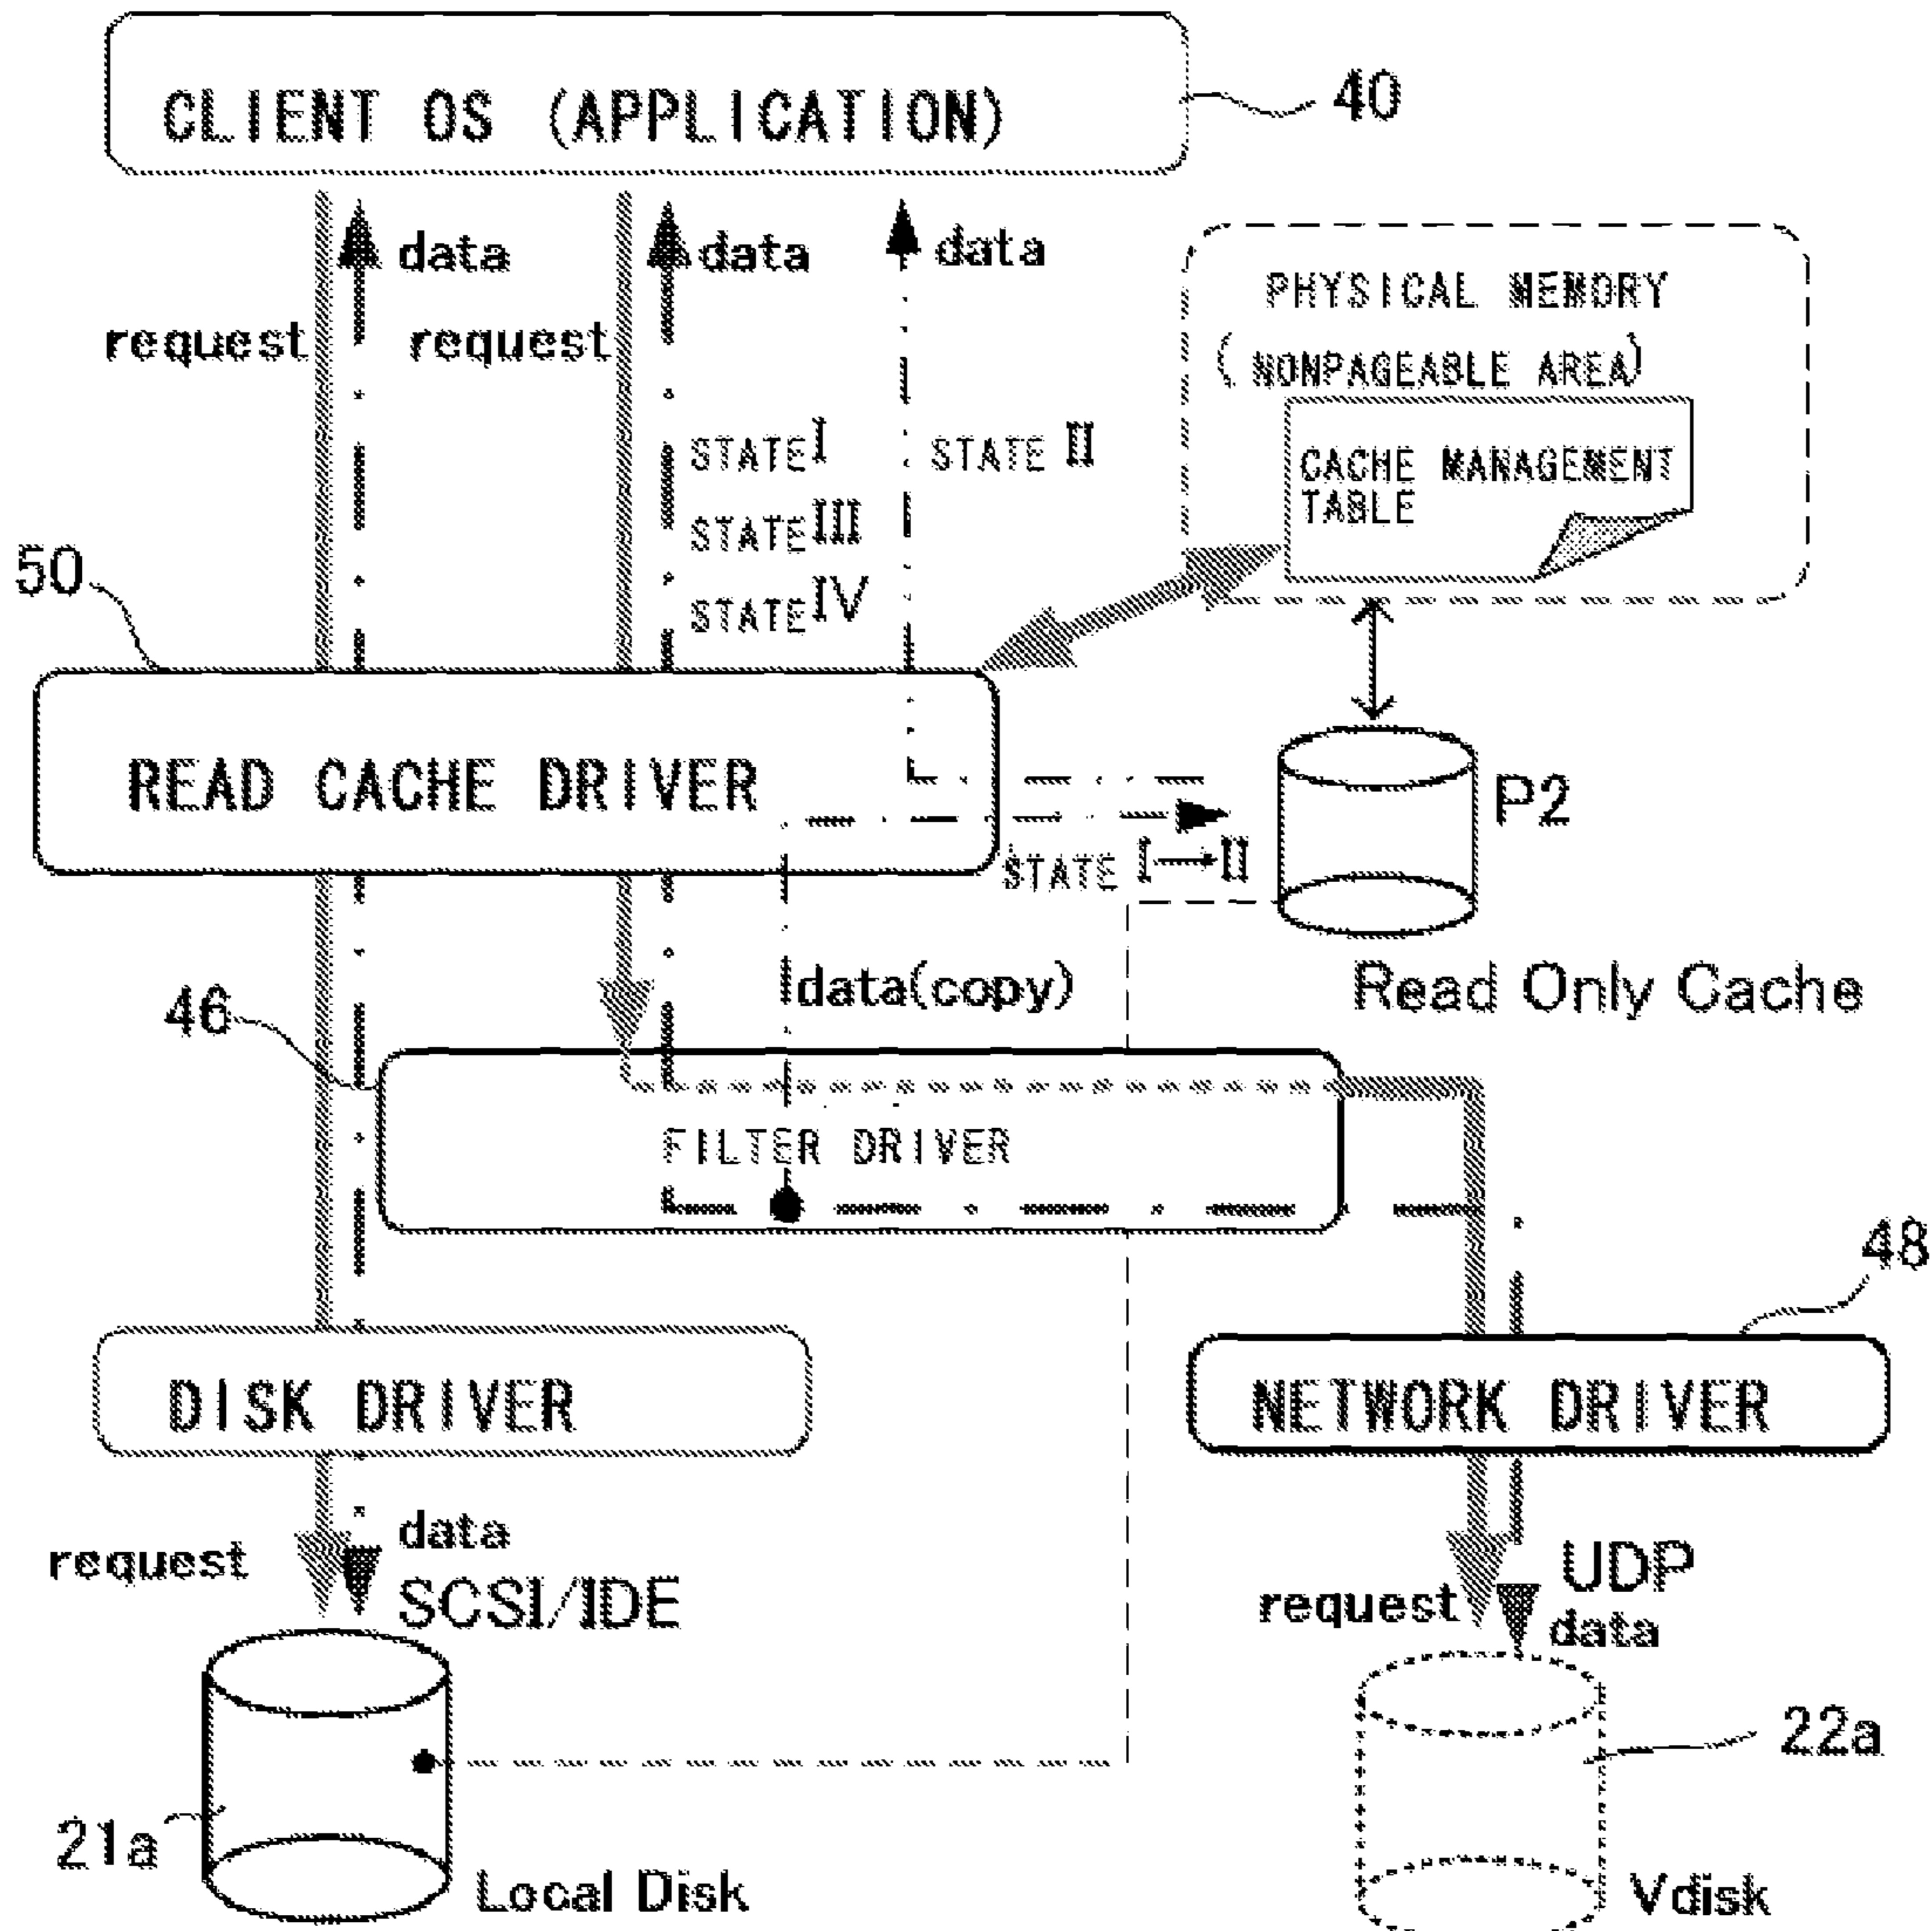 CLIENT OS (APPLICATION)
40
data
data
data
request
request
PHYSICAL MEMORY
(NONPAGEABLE AREA)
CACHE MANAGEMENT
TABLE
STATE I
STATE II
STATE III
STATE IV
50
READ CACHE DRIVER
P2
STATE I→II
Read Only Cache
data(copy)
46
FILTER DRIVER
48
DISK DRIVER
NETWORK DRIVER
request
data
SCSI/IDE
request
UDP
data
21a
Local Disk
22a
Vdisk